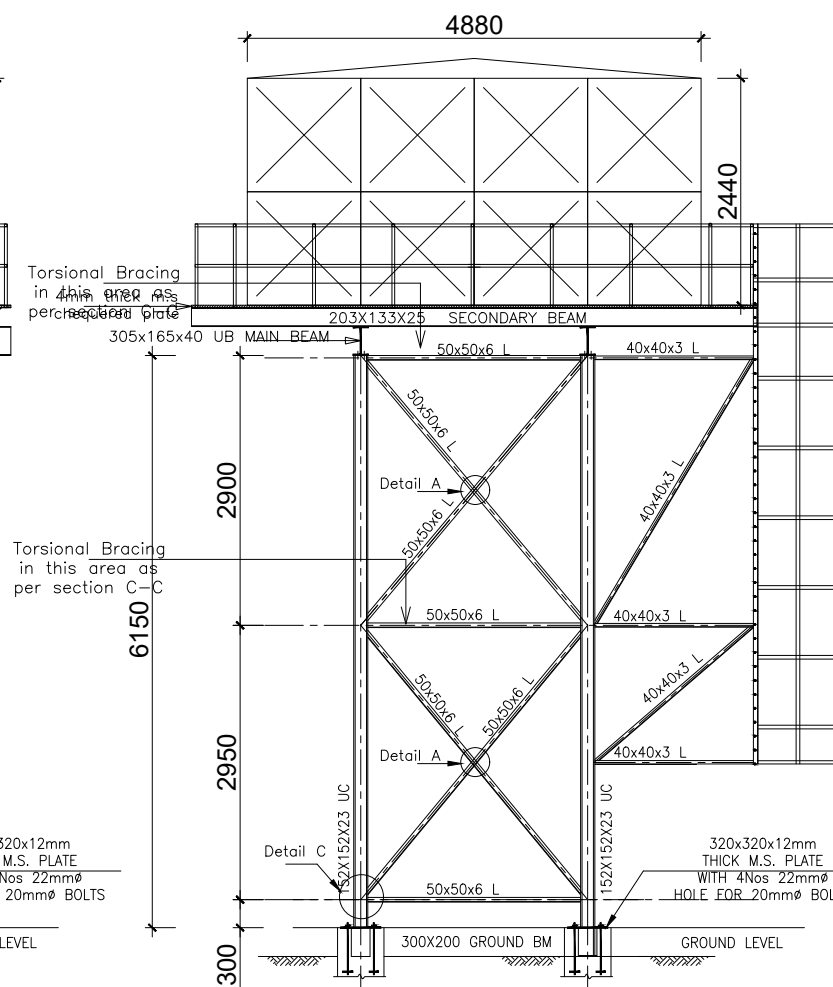 4880
2440
Torsional Bracing
in this area as
per section C-C
4mm thick m.s
chequered plate
203X133X25 SECONDARY BEAM
305x165x40 UB MAIN BEAM
50x50x6 L
40x40x3 L
50x50x6 L
Detail A
50x50x6 L
40x40x3 L
2900
Torsional Bracing
in this area as
per section C-C
6150
50x50x6 L
40x40x3 L
50x50x6 L
50x50x6 L
40x40x3 L
Detail A
40x40x3 L
2950
152X152X23 UC
152X152X23 UC
320x12mm
M.S. PLATE
Nos 22mmø
20mmø BOLTS
Detail C
50x50x6 L
320x320x12mm
THICK M.S. PLATE
WITH 4Nos 22mmø
HOLE FOR 20mmø BOL
LEVEL
300X200 GROUND BM
GROUND LEVEL
300